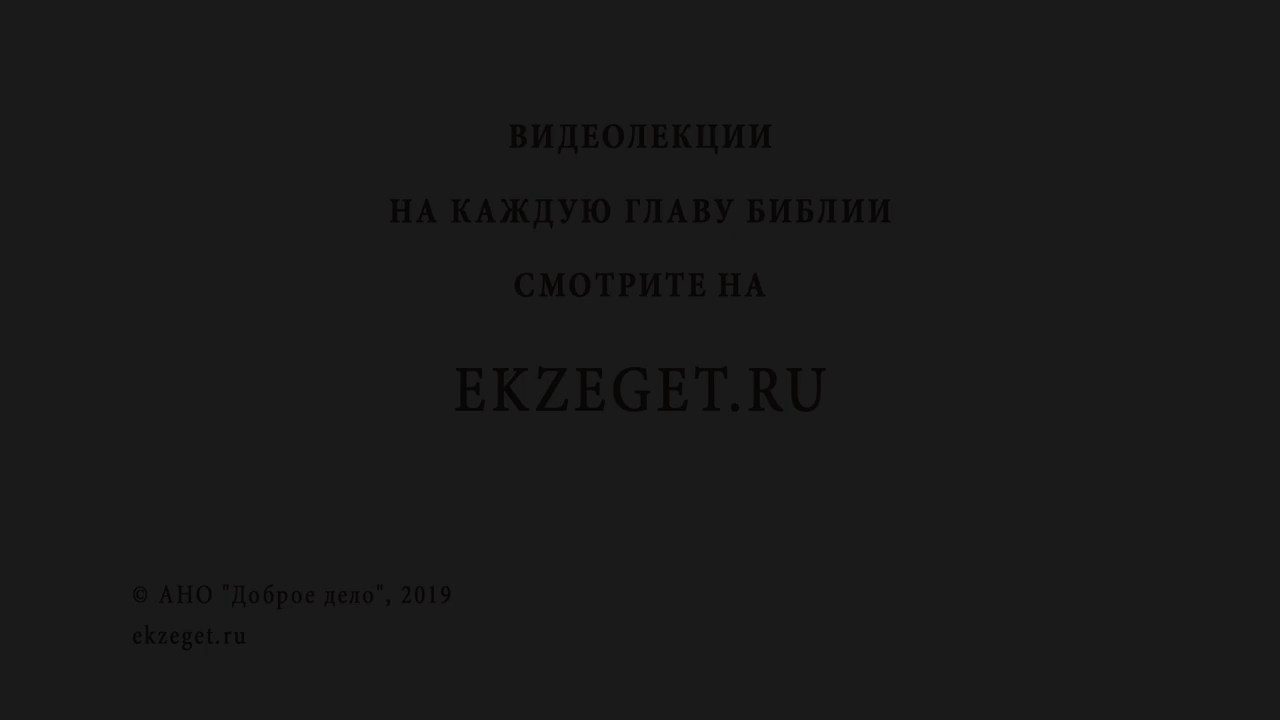 ВИДЕОЛЕКЦИИ
НА КАЖДУЮ ГЛАВУ БИБЛИИ
СМОТРИТЕ НА
EKZEGET.RU
© АНО "Доброе дело", 2019
ekzeget.ru